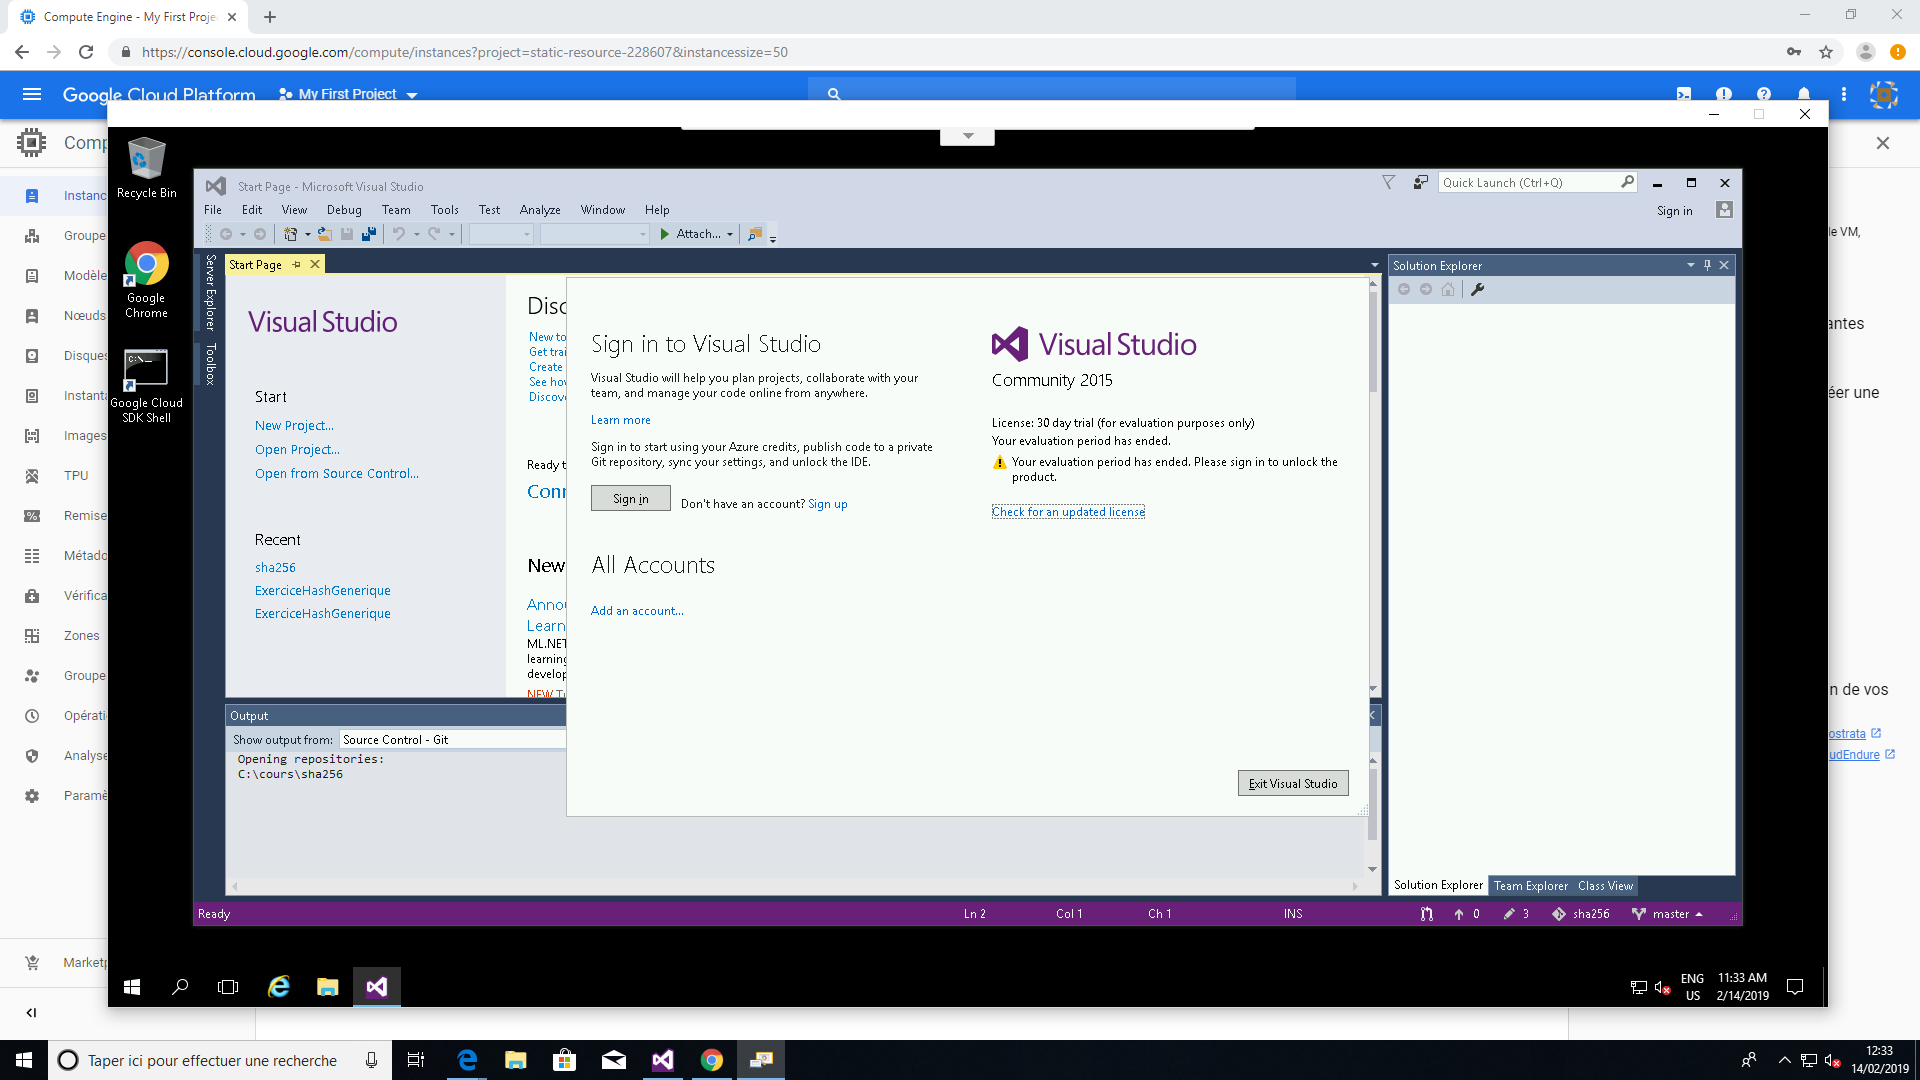 Compute Engine - My First Proje
https://console.cloud.google.com/compute/instances?project=static-resource-228607&instancessize=50
Google Cloud Platform
My First Project
Comp
Instanc
Groupe
Modèle
Nœuds
Disques
Instanta
Images
TPU
Remise
Métado
Vérifica
Zones
Groupe
Opérati
Analyse
Paramè
Marketp
le VM,
antes
éer une
n de vos
ostrata
udEndure
Recycle Bin
Google
Chrome
Google Cloud
SDK Shell
Start Page - Microsoft Visual Studio
Quick Launch (Ctrl+Q)
File Edit View Debug Team Tools Test Analyze Window Help
Sign in
Attach...
Server Explorer
Toolbox
Start Page
Visual Studio
Start
New Project...
Open Project...
Open from Source Control...
Recent
sha256
ExerciceHashGenerique
ExerciceHashGenerique
Disc
New to
Get trai
Create
See how
Discove
Ready t
Conn
New
Annou
Learn
ML.NET
learning
develop
NEW Tu
Sign in to Visual Studio
Visual Studio will help you plan projects, collaborate with your
team, and manage your code online from anywhere.
Learn more
Sign in to start using your Azure credits, publish code to a private
Git repository, sync your settings, and unlock the IDE.
Sign in
Don't have an account? Sign up
All Accounts
Add an account...
Visual Studio
Community 2015
License: 30 day trial (for evaluation purposes only)
Your evaluation period has ended.
Your evaluation period has ended. Please sign in to unlock the
product.
Check for an updated license
Exit Visual Studio
Solution Explorer
Output
Show output from: Source Control - Git
Opening repositories:
C:\cours\sha256
Solution Explorer Team Explorer Class View
Ready Ln 2 Col 1 Ch 1 INS 0 3 sha256 master
ENG
US
11:33 AM
2/14/2019
Taper ici pour effectuer une recherche
12:33
14/02/2019